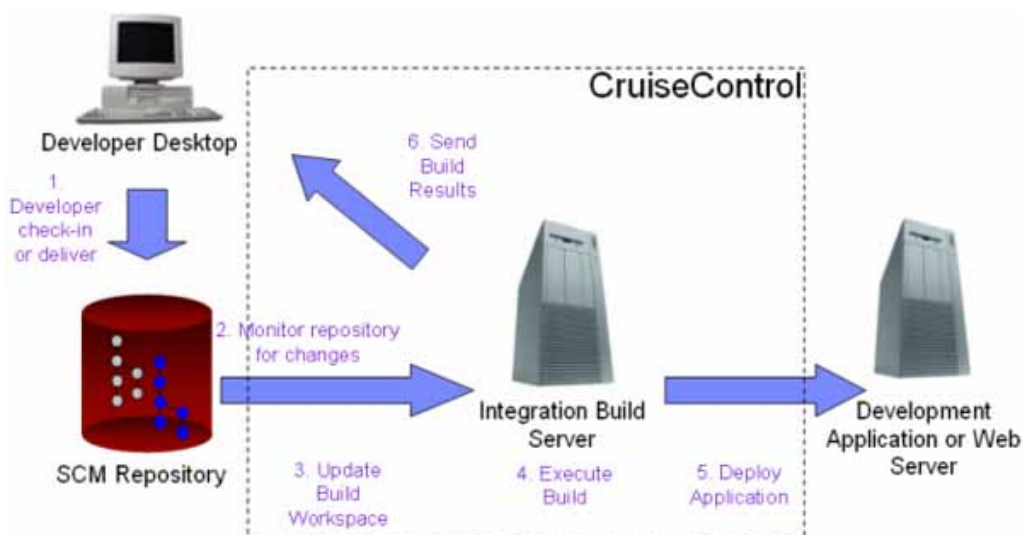 CruiseControl
Developer Desktop
1.
Developer
check-in
or deliver
6. Send
Build
Results
2. Monitor repository
for changes
SCM Repository
Integration Build
Server
Development
Application or Web
Server
3. Update
Build
Workspace
4. Execute
Build
5. Deploy
Application